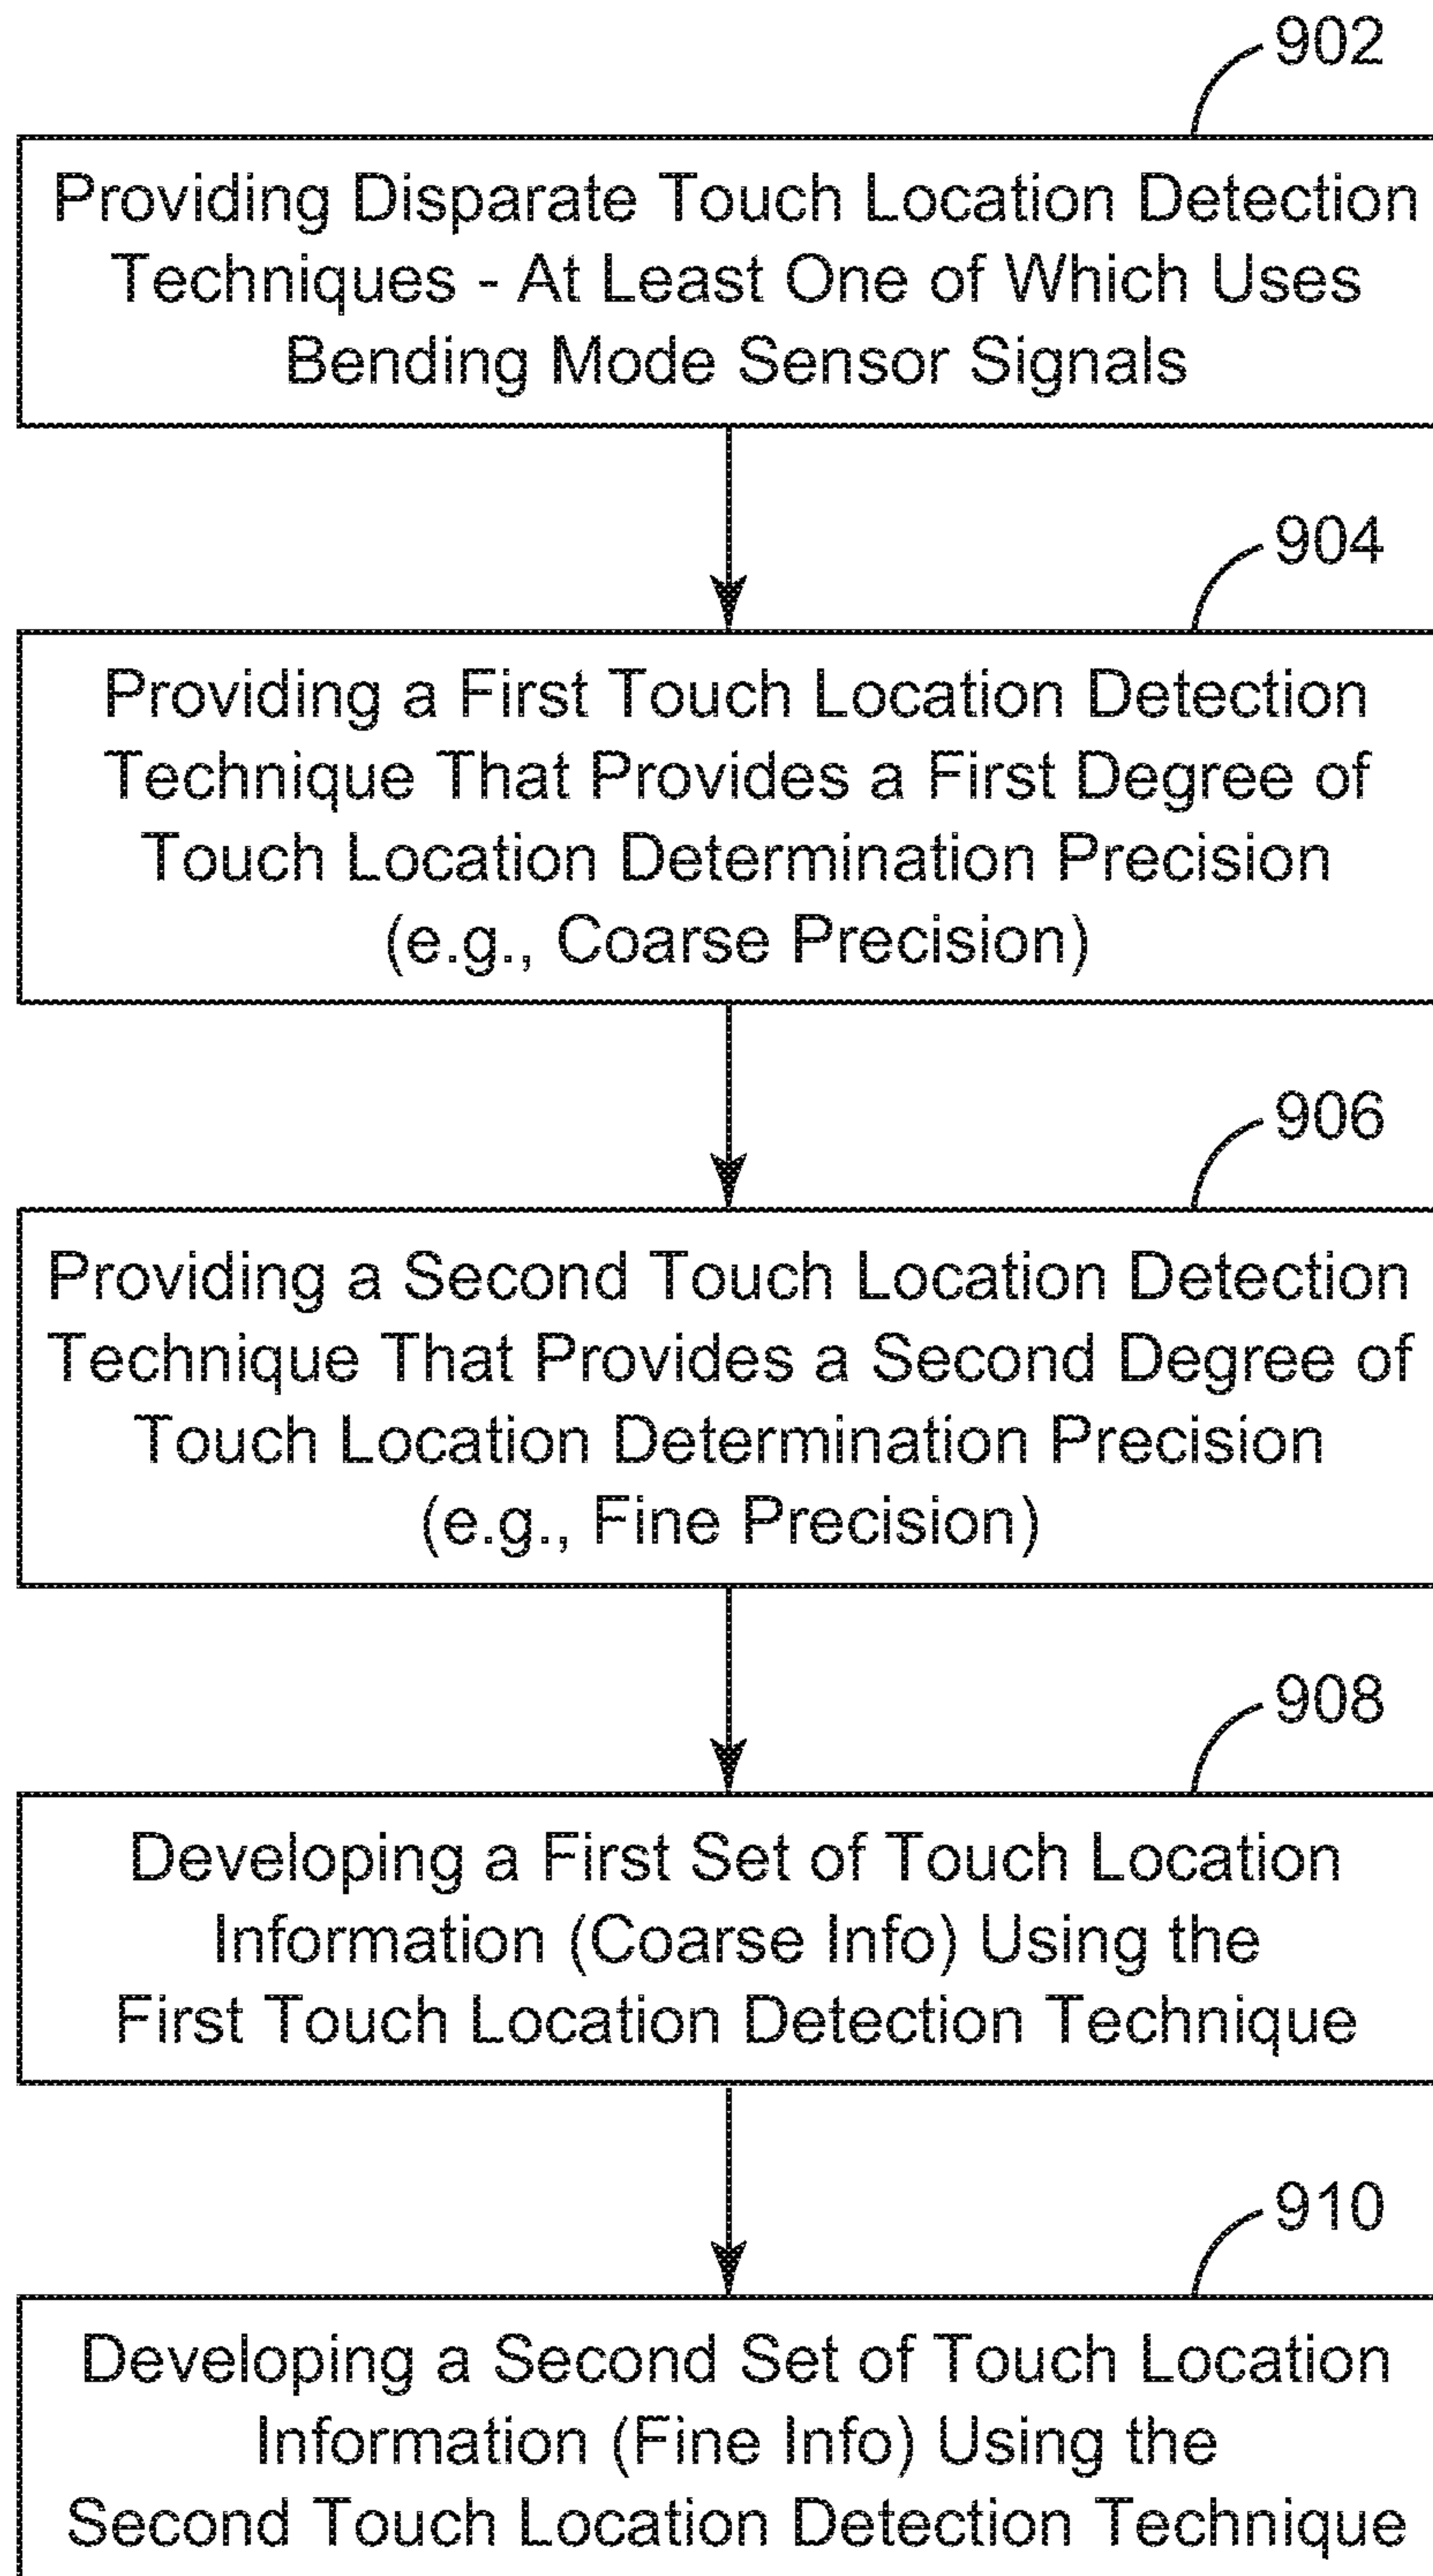 902
Providing Disparate Touch Location Detection
Techniques - At Least One of Which Uses
Bending Mode Sensor Signals
904
Providing a First Touch Location Detection
Technique That Provides a First Degree of
Touch Location Determination Precision
(e.g., Coarse Precision)
906
Providing a Second Touch Location Detection
Technique That Provides a Second Degree of
Touch Location Determination Precision
(e.g., Fine Precision)
908
Developing a First Set of Touch Location
Information (Coarse Info) Using the
First Touch Location Detection Technique
910
Developing a Second Set of Touch Location
Information (Fine Info) Using the
Second Touch Location Detection Technique